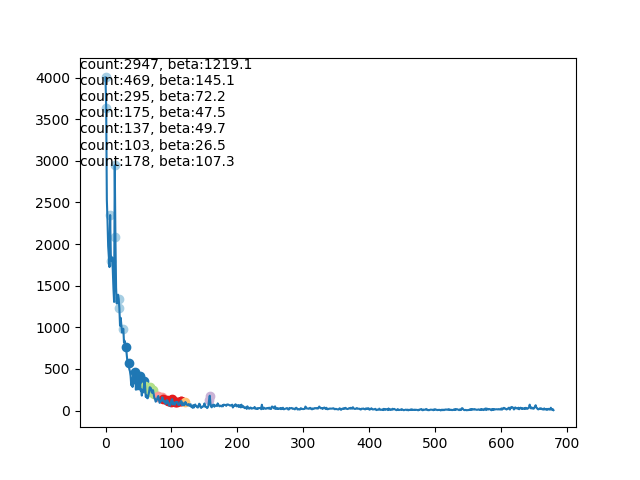 count:2947, beta:1219.1
count:469, beta:145.1
count:295, beta:72.2
count:175, beta:47.5
count:137, beta:49.7
count:103, beta:26.5
count:178, beta:107.3
4000
3500
3000
2500
2000
1500
1000
500
0
0 100 200 300 400 500 600 700